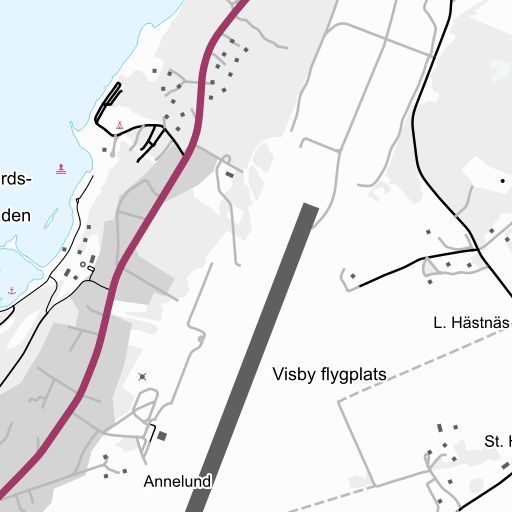 rds-
den
L. Hästnäs
Visby flygplats
St. H
Annelund